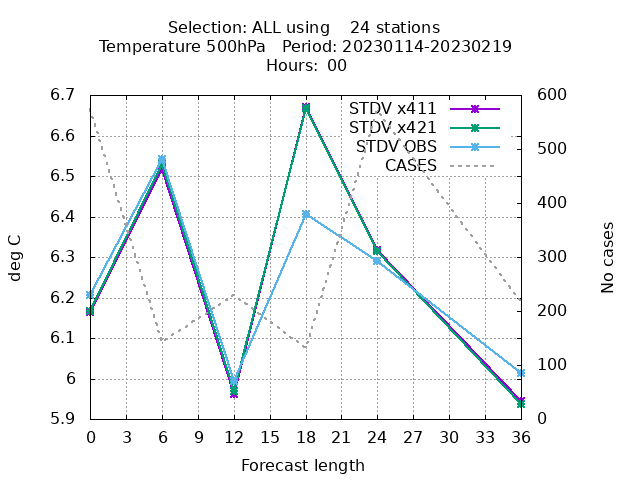 Selection: ALL using    24 stations
Temperature 500hPa   Period: 20230114-20230219
Hours:  00
STDV x411
STDV x421
STDV OBS
CASES
deg C
6.7
6.6
6.5
6.4
6.3
6.2
6.1
6
5.9
600
500
400
300
200
100
0
No cases
0 3 6 9 12 15 18 21 24 27 30 33 36
Forecast length